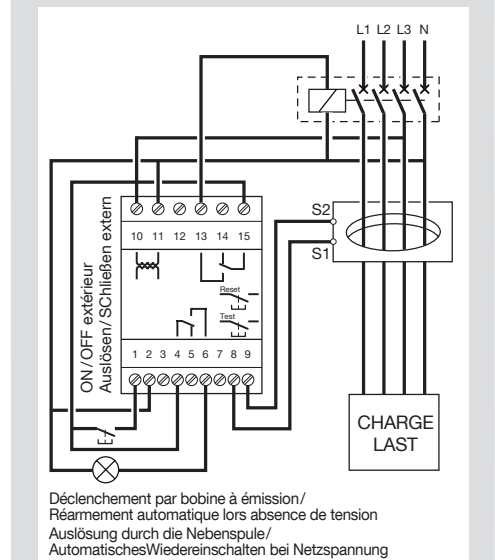 L1 L2 L3 N
S2
S1
10 11 12 13 14 15
Reset
Test
1 2 3 4 5 6 7 8 9
ON/OFF extérieur
Auslösen/SChließen extern
CHARGE
LAST
Déclenchement par bobine à émission/
Réarmement automatique lors absence de tension
Auslösung durch die Nebenspule/
AutomatischesWiedereinschalten bei Netzspannung